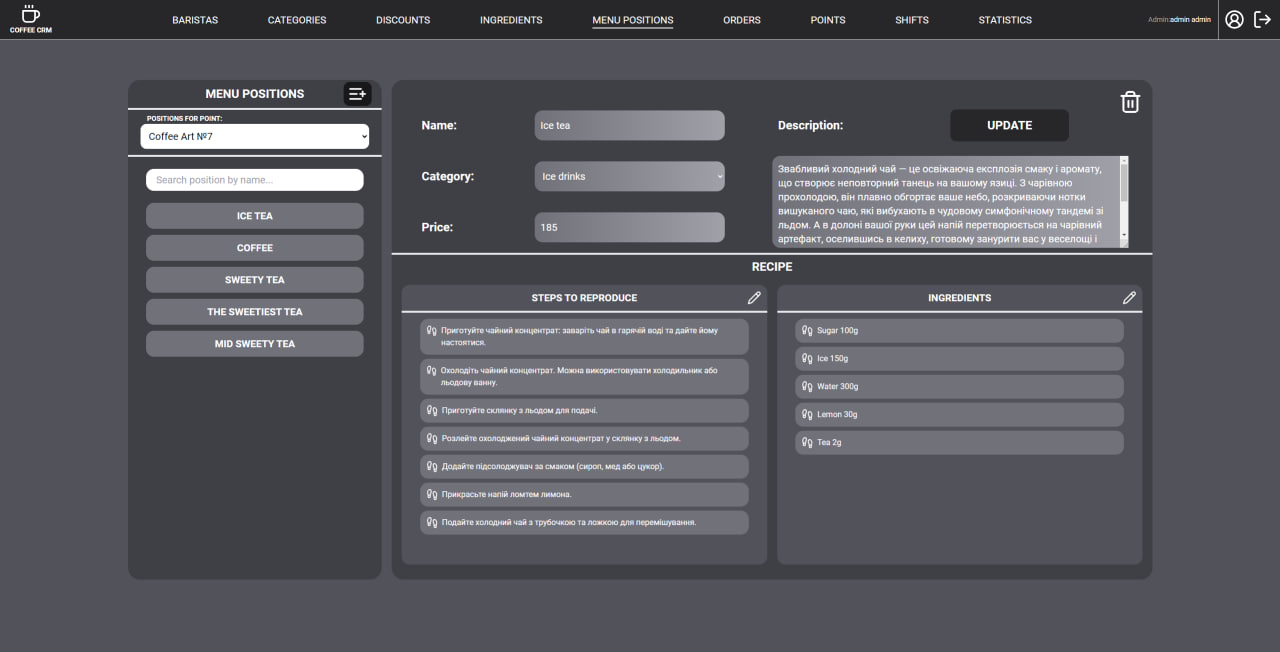 COFFEE CRM
BARISTAS
CATEGORIES
DISCOUNTS
INGREDIENTS
MENU POSITIONS
ORDERS
POINTS
SHIFTS
STATISTICS
Admin:admin admin
MENU POSITIONS
POSITIONS FOR POINT:
Coffee Art №7
Search position by name...
ICE TEA
COFFEE
SWEETY TEA
THE SWEETIEST TEA
MID SWEETY TEA
Name:
Ice tea
Category:
Ice drinks
Price:
185
Description:
UPDATE
Звабливий холодний чай — це освіжаюча експлозія смаку і аромату,
що створює неповторний танець на вашому язиці. З чарівною
прохолодою, він плавно обгортає ваше небо, розкриваючи нотки
вишуканого чаю, які вибухають в чудовому симфонічному тандемі зі
льдом. А в долоні вашої руки цей напій перетворюється на чарівний
артефакт, оселившись в келиху, готовому занурити вас у веселощі і
RECIPE
STEPS TO REPRODUCE
Приготуйте чайний концентрат: заваріть чай в гарячій воді та дайте йому
настоятися.
Охолодіть чайний концентрат. Можна використовувати холодильник або
льодову ванну.
Приготуйте склянку з льодом для подачі.
Розлейте охолоджений чайний концентрат у склянку з льодом.
Додайте підсолоджувач за смаком (сироп, мед або цукор).
Прикрасьте напій ломтем лимона.
Подайте холодний чай з трубочкою та ложкою для перемішування.
INGREDIENTS
Sugar 100g
Ice 150g
Water 300g
Lemon 30g
Tea 2g